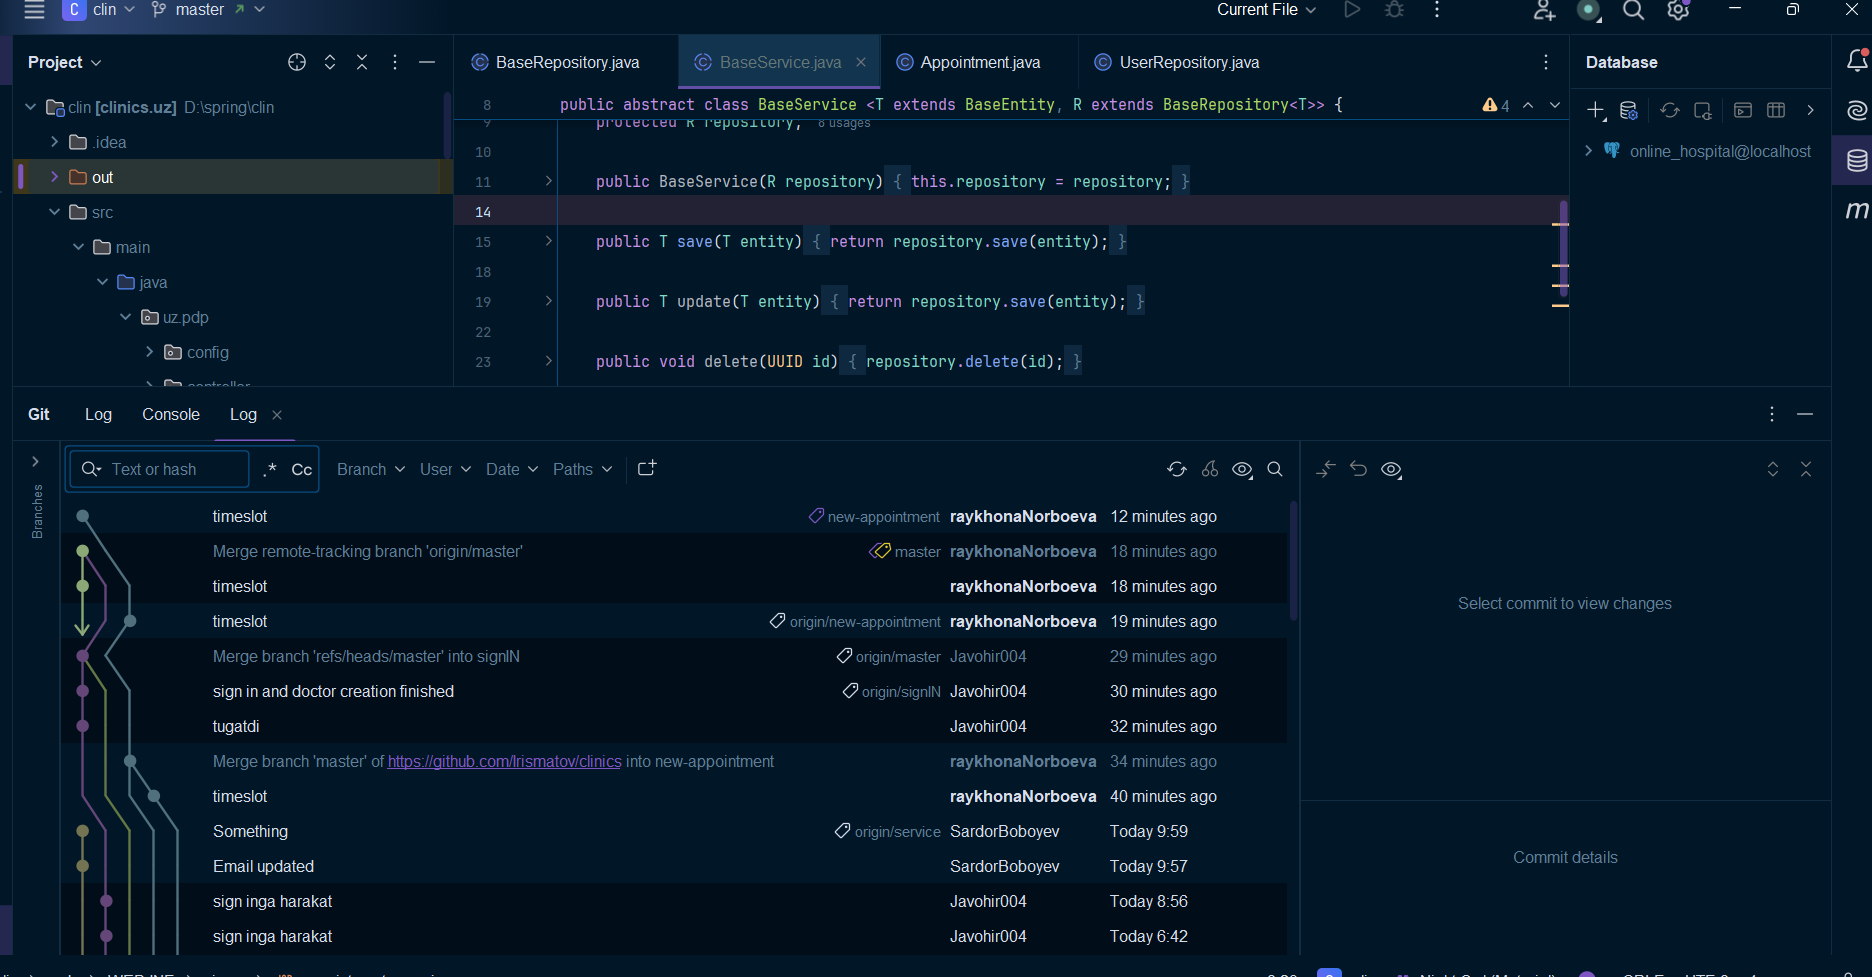 C clin master Current File
Project
BaseRepository.java BaseService.java Appointment.java UserRepository.java
Database
clin [clinics.uz] D:\spring\clin
.idea
out
src
main
java
uz.pdp
config
controller
8 public abstract class BaseService <T extends BaseEntity, R extends BaseRepository<T>> { 4
9 protected R repository; 8 usages
10
11 public BaseService(R repository) { this.repository = repository; }
14
15 public T save(T entity) { return repository.save(entity); }
18
19 public T update(T entity) { return repository.save(entity); }
22
23 public void delete(UUID id) { repository.delete(id); }
online_hospital@localhost
m
Git Log Console Log
Branches
Text or hash .* Cc Branch User Date Paths
timeslot new-appointment raykhonaNorboeva 12 minutes ago
Merge remote-tracking branch 'origin/master' master raykhonaNorboeva 18 minutes ago
timeslot raykhonaNorboeva 18 minutes ago
timeslot origin/new-appointment raykhonaNorboeva 19 minutes ago
Merge branch 'refs/heads/master' into signIN origin/master Javohir004 29 minutes ago
sign in and doctor creation finished origin/signIN Javohir004 30 minutes ago
tugatdi Javohir004 32 minutes ago
Merge branch 'master' of https://github.com/Irismatov/clinics into new-appointment raykhonaNorboeva 34 minutes ago
timeslot raykhonaNorboeva 40 minutes ago
Something origin/service SardorBoboyev Today 9:59
Email updated SardorBoboyev Today 9:57
sign inga harakat Javohir004 Today 8:56
sign inga harakat Javohir004 Today 6:42
Select commit to view changes
Commit details